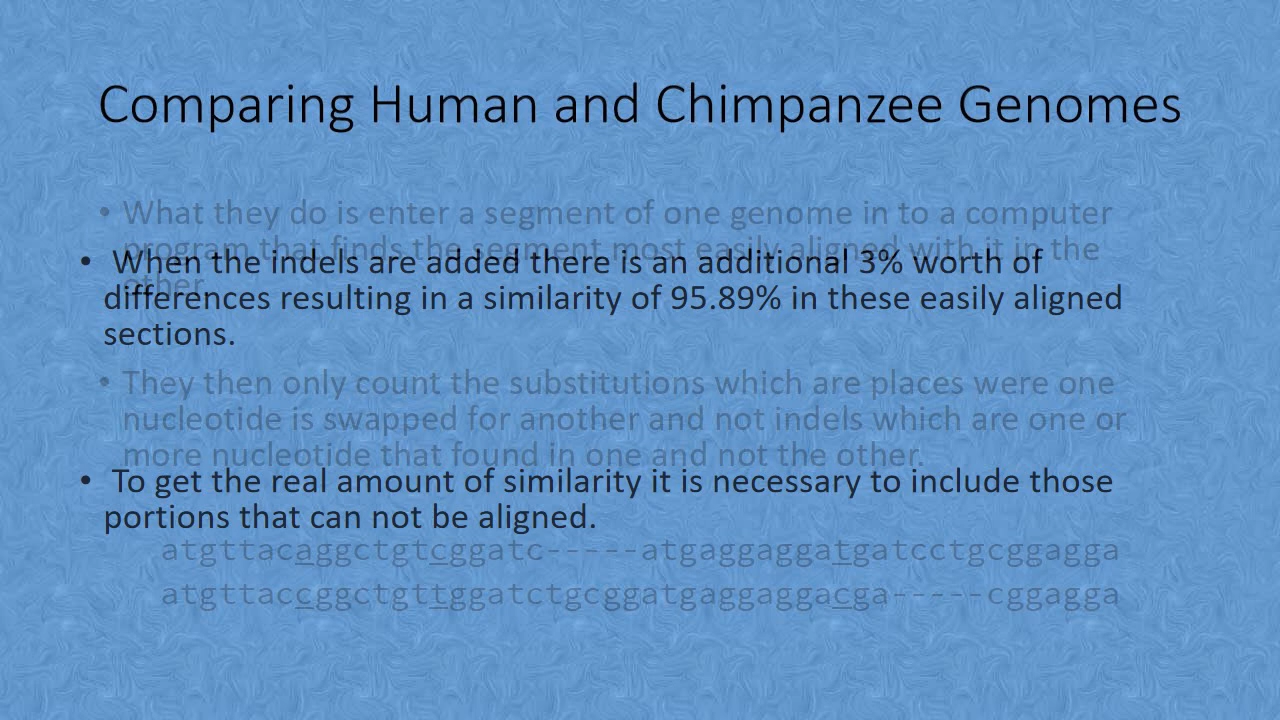 Comparing Human and Chimpanzee Genomes
• What they do is enter a segment of one genome in to a computer
program that finds the segment most easily aligned with it in the
other.
• When the indels are added there is an additional 3% worth of
differences resulting in a similarity of 95.89% in these easily aligned
sections.
• They then only count the substitutions which are places were one
nucleotide is swapped for another and not indels which are one or
more nucleotide that found in one and not the other.
• To get the real amount of similarity it is necessary to include those
portions that can not be aligned.
atgttacaggctgtcggatc-----atgaggaggatgatcctgcggagga
atgttaccggctgttggatctgcggatgaggaggacga-----cggagga